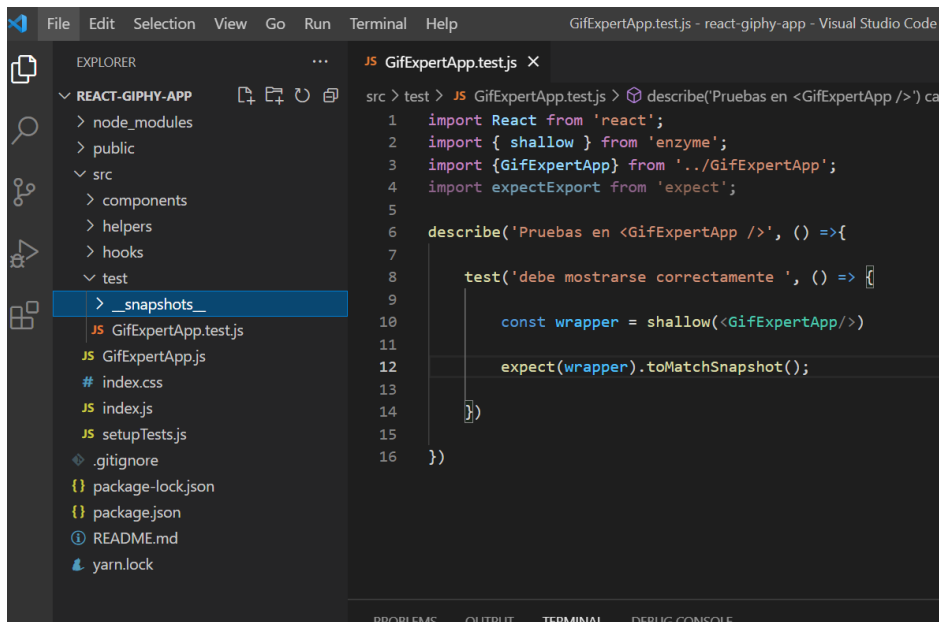 File Edit Selection View Go Run Terminal Help GifExpertApp.test.js - react-giphy-app - Visual Studio Code
EXPLORER ···
REACT-GIPHY-APP
node_modules
public
src
components
helpers
hooks
test
__snapshots__
JS GifExpertApp.test.js
JS GifExpertApp.js
# index.css
JS index.js
JS setupTests.js
.gitignore
{} package-lock.json
{} package.json
README.md
yarn.lock
JS GifExpertApp.test.js ×
src > test > JS GifExpertApp.test.js > describe('Pruebas en <GifExpertApp />') ca
1 import React from 'react';
2 import { shallow } from 'enzyme';
3 import {GifExpertApp} from '../GifExpertApp';
4 import expectExport from 'expect';
5
6 describe('Pruebas en <GifExpertApp />', () =>{
7
8 test('debe mostrarse correctamente ', () => {
9
10 const wrapper = shallow(<GifExpertApp/>)
11
12 expect(wrapper).toMatchSnapshot();
13
14 })
15
16 })
PROBLEMS OUTPUT TERMINAL DEBUG CONSOLE